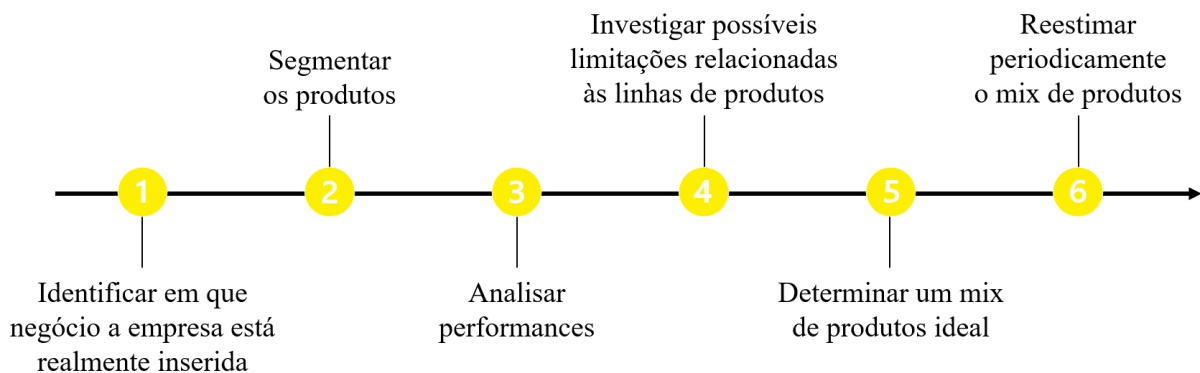 1
Identificar em que
negócio a empresa está
realmente inserida
2
Segmentar
os produtos
3
Analisar
performances
4
Investigar possíveis
limitações relacionadas
às linhas de produtos
5
Determinar um mix
de produtos ideal
6
Reestimar
periodicamente
o mix de produtos